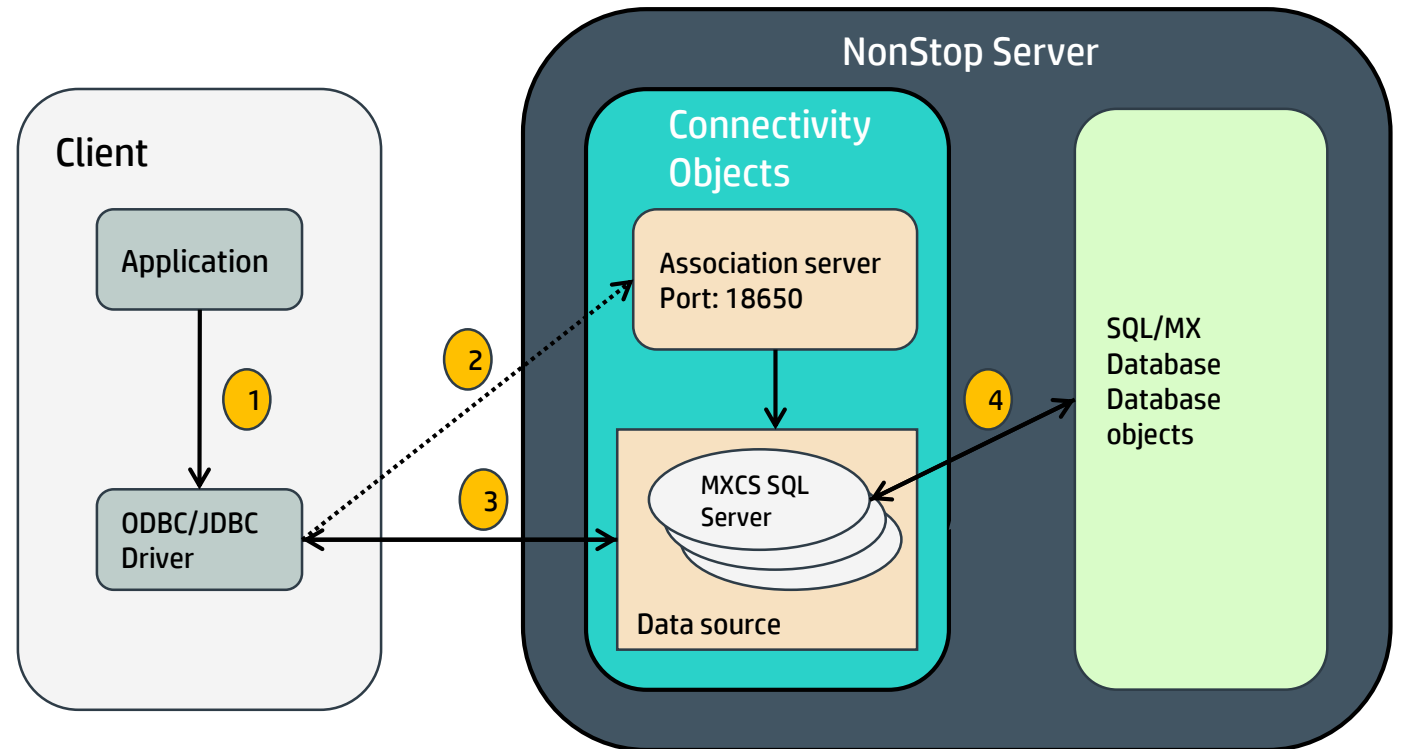 NonStop Server
Client
Connectivity
Objects
Application
Association server
Port: 18650
SQL/MX
Database
Database
objects
1
2
3
4
ODBC/JDBC
Driver
MXCS SQL
Server
Data source